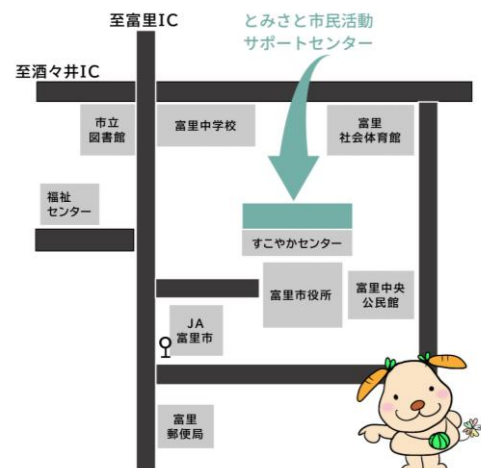 至富里IC
とみさと市民活動
サポートセンター
至酒々井IC
市立
図書館
富里中学校
富里
社会体育館
福祉
センター
すこやかセンター
富里市役所
富里中央
公民館
JA
富里市
富里
郵便局